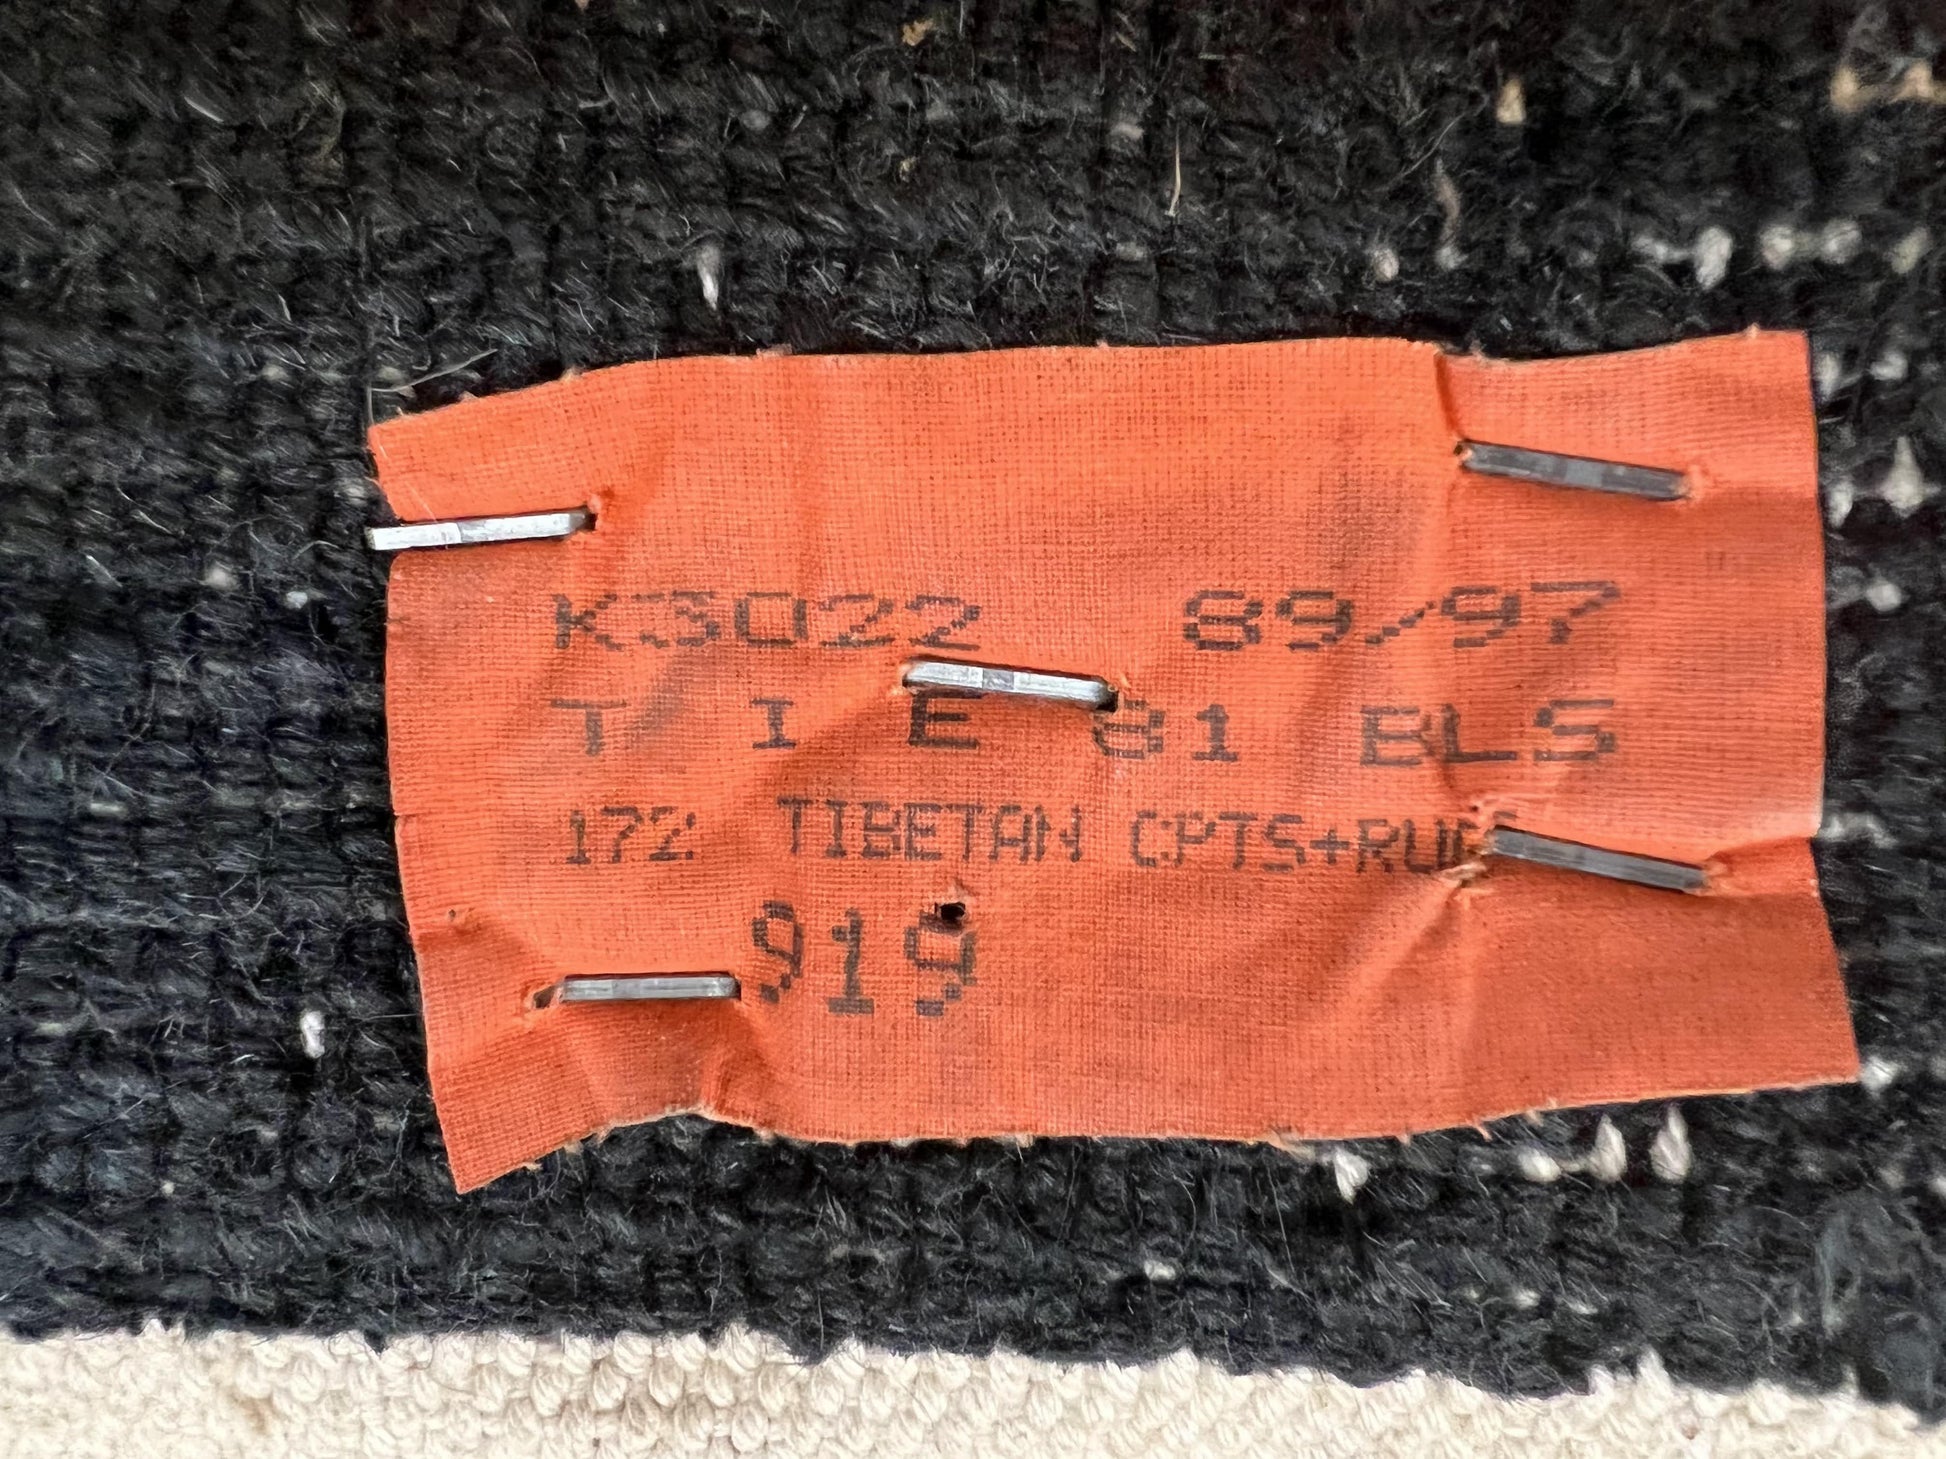 K3022 89/97
T I E 81 BLS
172 TIBETAN CPTS+RUG
919